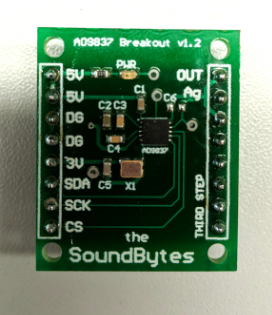 AD9837 Breakout v1.2
5V PWR OUT
5V C1 Ag
DG C2 C3 C6
DG C4 AD9837
3V
SDA C5 X1
SCK
CS
THIRD STEP
the
SoundBytes